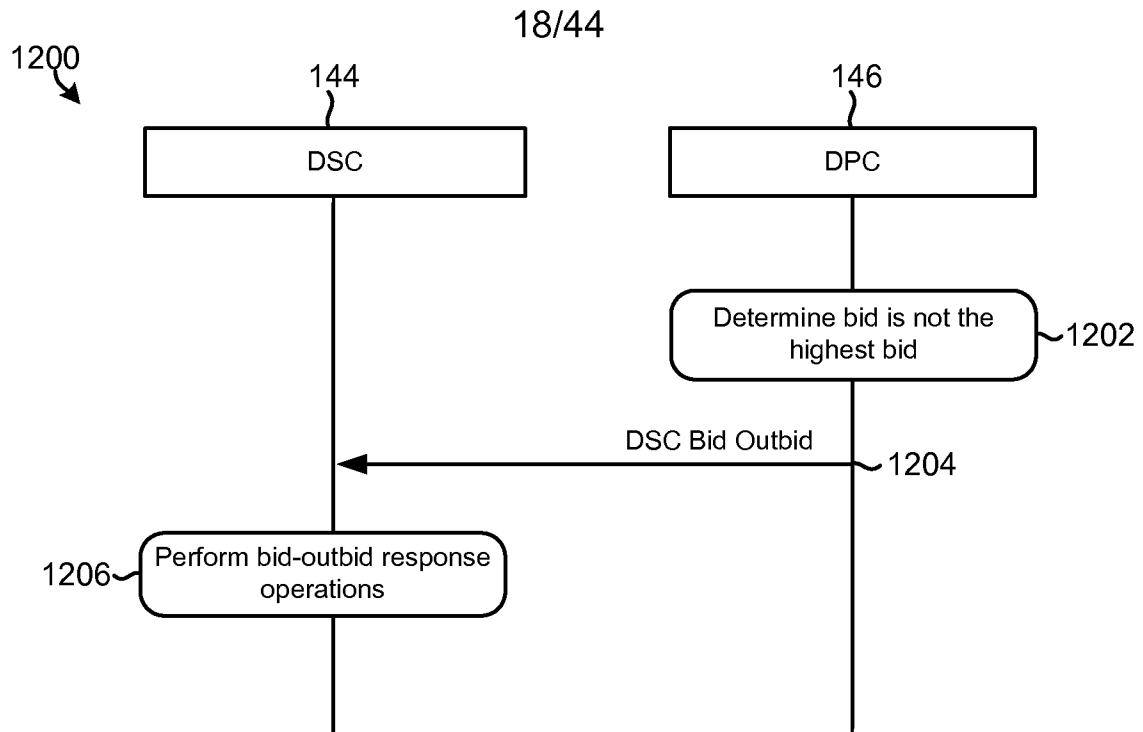 18/44
1200
144
146
DSC
DPC
Determine bid is not the
highest bid
1202
DSC Bid Outbid
1204
Perform bid-outbid response
operations
1206